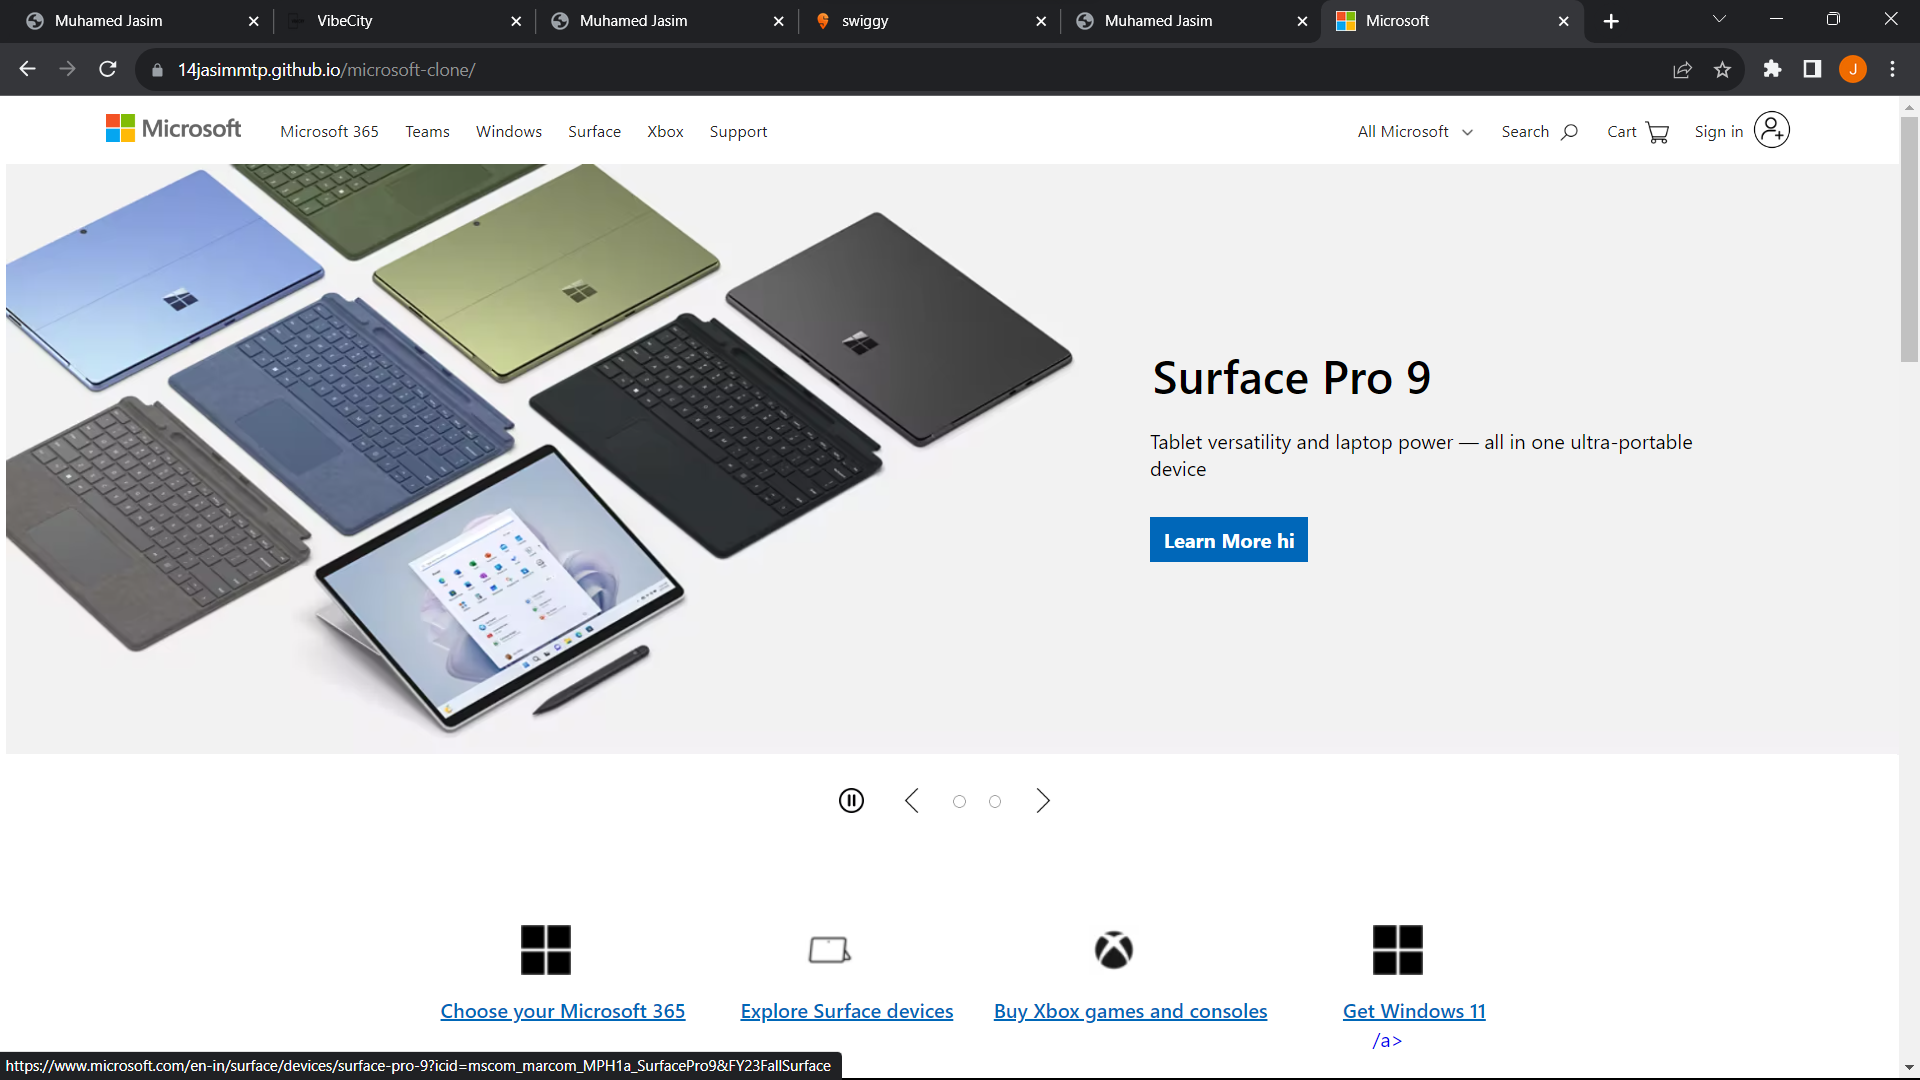 Muhamed Jasim
VibeCity
Muhamed Jasim
swiggy
Muhamed Jasim
Microsoft
14jasimmtp.github.io/microsoft-clone/
J
Microsoft
Microsoft 365
Teams
Windows
Surface
Xbox
Support
All Microsoft
Search
Cart
Sign in
Surface Pro 9
Tablet versatility and laptop power — all in one ultra-portable
device
Learn More hi
Choose your Microsoft 365
Explore Surface devices
Buy Xbox games and consoles
Get Windows 11
/a>
https://www.microsoft.com/en-in/surface/devices/surface-pro-9?icid=mscom_marcom_MPH1a_SurfacePro9&FY23FallSurface